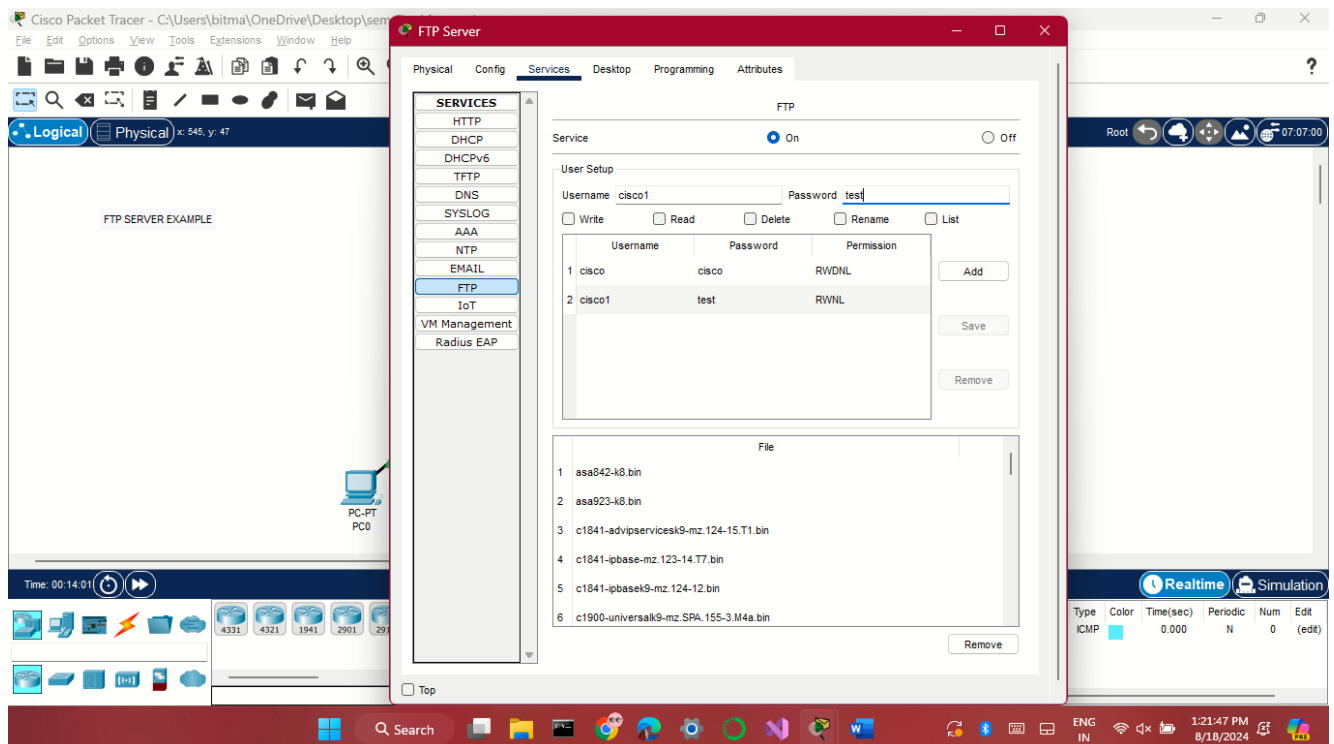 Cisco Packet Tracer - C:\Users\bitma\OneDrive\Desktop\sem
File Edit Options View Tools Extensions Window Help
Logical Physical x: 545, y: 47
Root 07:07:00
FTP SERVER EXAMPLE
PC-PT
PC0
FTP Server
Physical Config Services Desktop Programming Attributes
SERVICES
HTTP
DHCP
DHCPv6
TFTP
DNS
SYSLOG
AAA
NTP
EMAIL
FTP
IoT
VM Management
Radius EAP
FTP
Service On Off
User Setup
Username cisco1 Password test
Write Read Delete Rename List
Username Password Permission
1 cisco cisco RWDNL
2 cisco1 test RWNL
Add
Save
Remove
File
1 asa842-k8.bin
2 asa923-k8.bin
3 c1841-advipservicesk9-mz.124-15.T1.bin
4 c1841-ipbase-mz.123-14.T7.bin
5 c1841-ipbasek9-mz.124-12.bin
6 c1900-universalk9-mz.SPA.155-3.M4a.bin
Remove
Top
Time: 00:14:01
Realtime Simulation
4331 4321 1941 2901 291
Type Color Time(sec) Periodic Num Edit
ICMP 0.000 N 0 (edit)
Search
ENG
IN
1:21:47 PM
8/18/2024